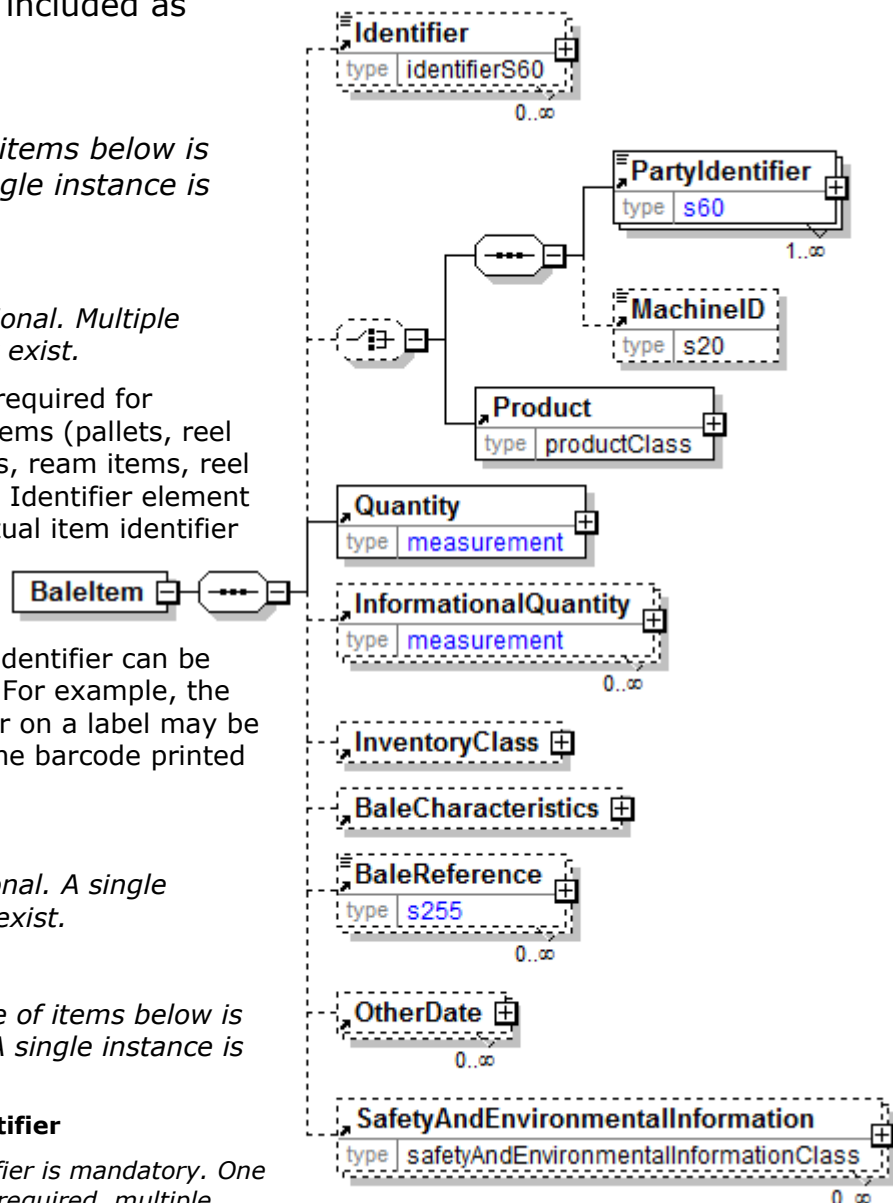 included as
items below is
gle instance is
onal. Multiple
exist.
required for
ems (pallets, reel
s, ream items, reel
Identifier element
tual item identifier
dentifier can be
For example, the
r on a label may be
he barcode printed
nal. A single
exist.
e of items below is
A single instance is
tifier
fier is mandatory. One
required, multiple
Identifier
type identifierS60
0..∞
PartyIdentifier
type s60
1..∞
MachineID
type s20
Product
type productClass
Quantity
type measurement
BaleItem
InformationalQuantity
type measurement
0..∞
InventoryClass
BaleCharacteristics
BaleReference
type s255
0..∞
OtherDate
0..∞
SafetyAndEnvironmentalInformation
type safetyAndEnvironmentalInformationClass
0..∞